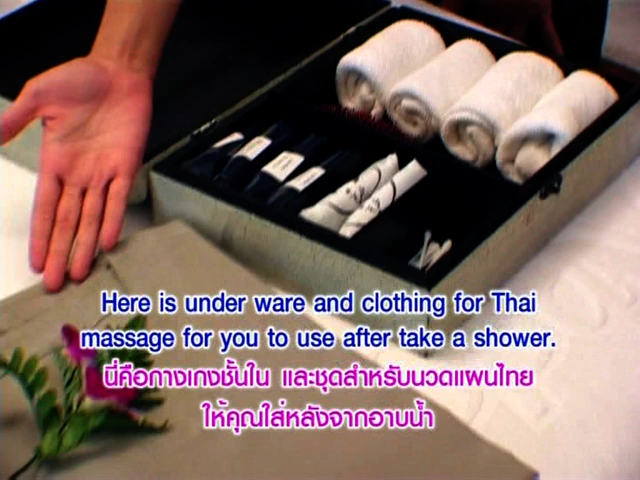 Here is under ware and clothing for Thai
massage for you to use after take a shower.
นี่คือกางเกงชั้นใน และชุดสำหรับนวดแผนไทย
ให้คุณใส่หลังจากอาบน้ำ